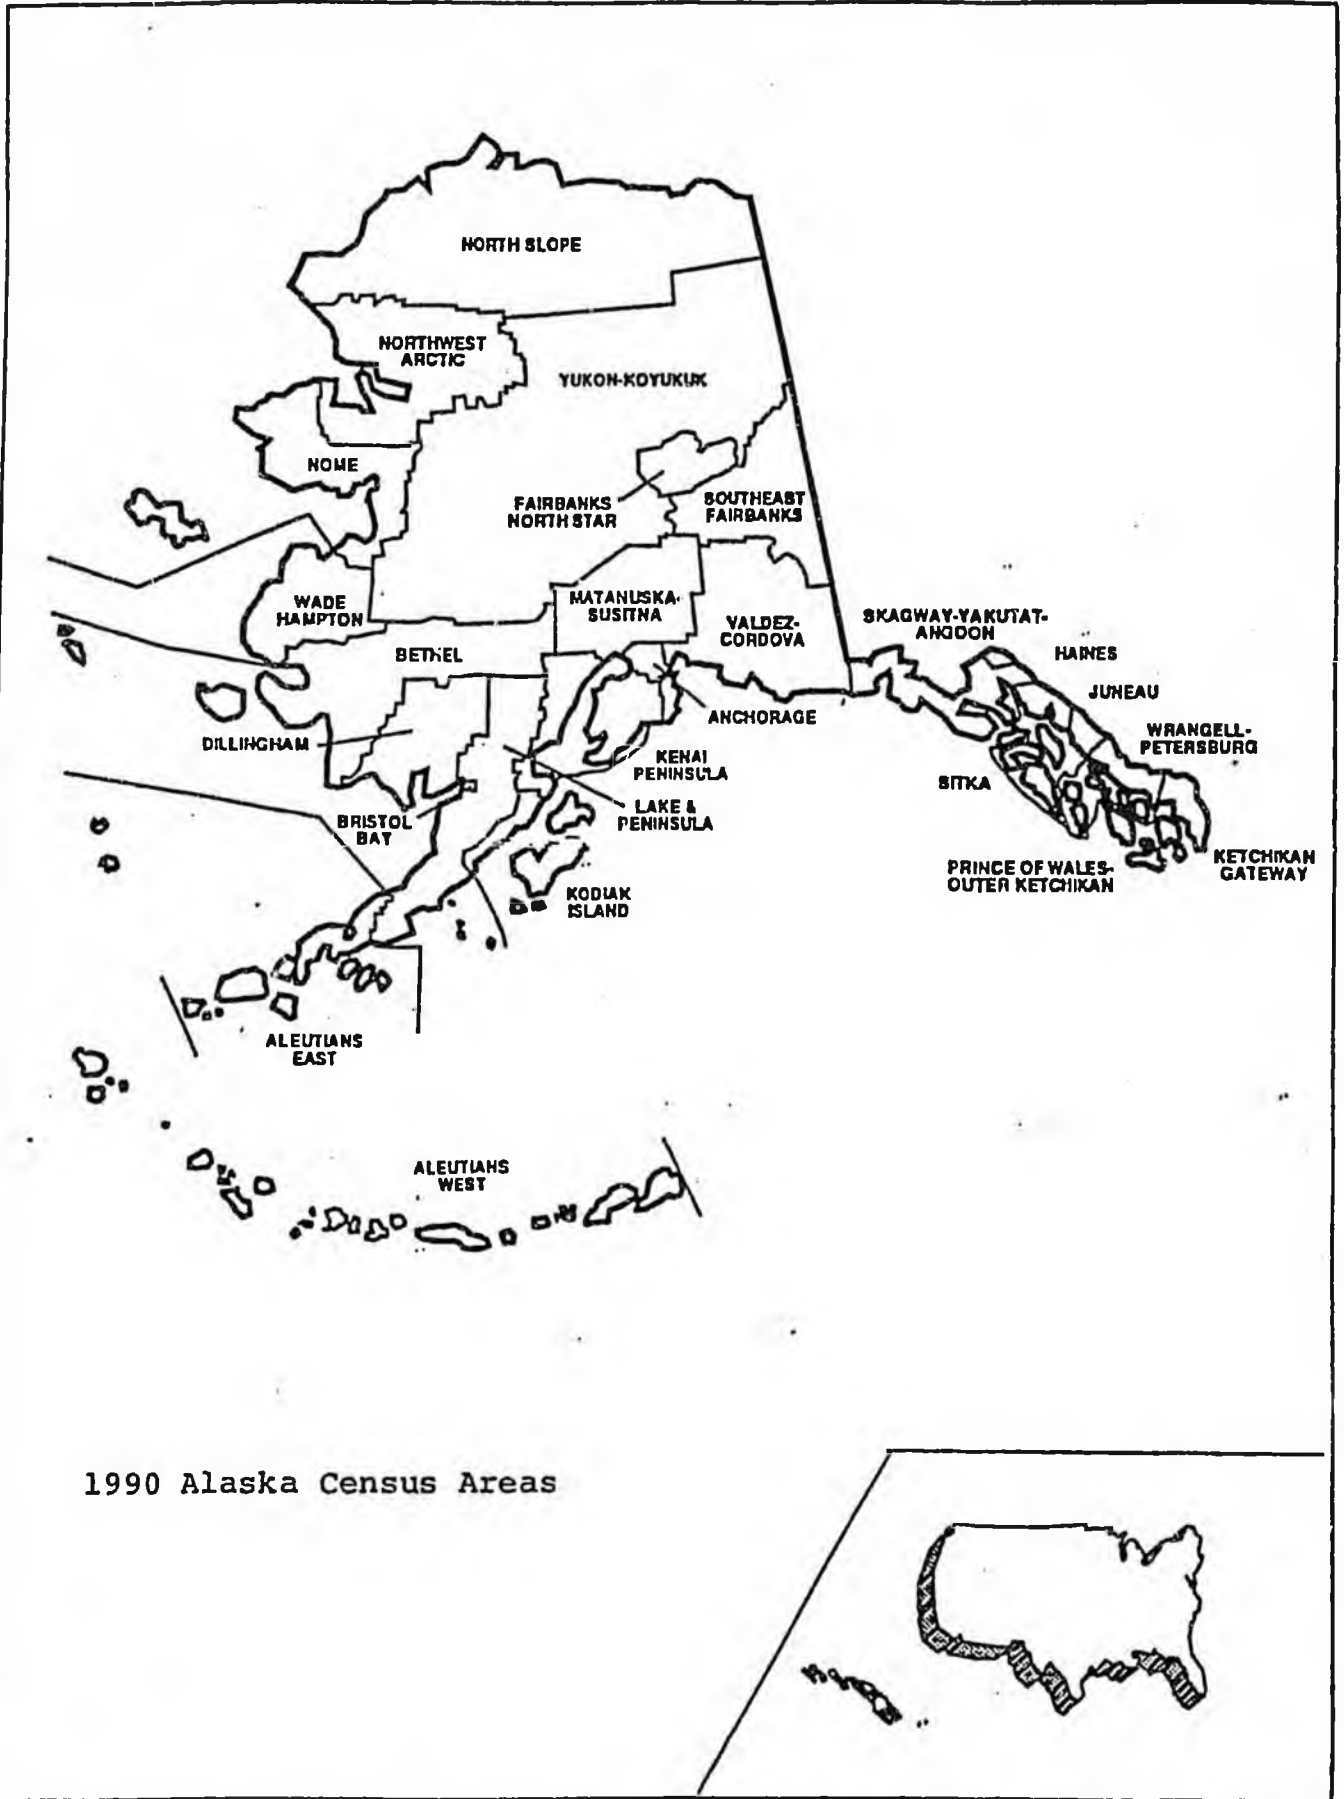 NORTH SLOPE
NORTHWEST
ARCTIC
YUKON-KOYUKUK
NOME
FAIRBANKS
NORTH STAR
SOUTHEAST
FAIRBANKS
WADE
HAMPTON
MATANUSKA-
SUSITNA
VALDEZ-
CORDOVA
SKAGWAY-YAKUTAT-
ANGOON
HAINES
BETHEL
JUNEAU
ANCHORAGE
WRANGELL-
PETERSBURG
DILLINGHAM
KENAI
PENINSULA
SITKA
LAKE &
PENINSULA
BRISTOL
BAY
PRINCE OF WALES-
OUTER KETCHIKAN
KETCHIKAN
GATEWAY
KODIAK
ISLAND
ALEUTIANS
EAST
ALEUTIANS
WEST
1990 Alaska Census Areas